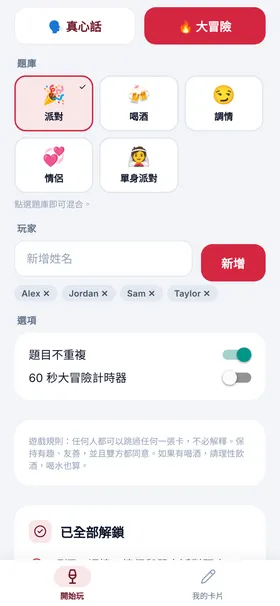 真心話
大冒險
題庫
派對
喝酒
調情
情侶
單身派對
點選題庫即可混合。
玩家
新增姓名
新增
Alex ✕
Jordan ✕
Sam ✕
Taylor ✕
選項
題目不重複
60 秒大冒險計時器
遊戲規則：任何人都可以跳過任何一張卡，不必解釋。保
持有趣、友善，並且雙方都同意。如果有喝酒，請理性飲
酒，喝水也算。
已全部解鎖
開始玩
我的卡片